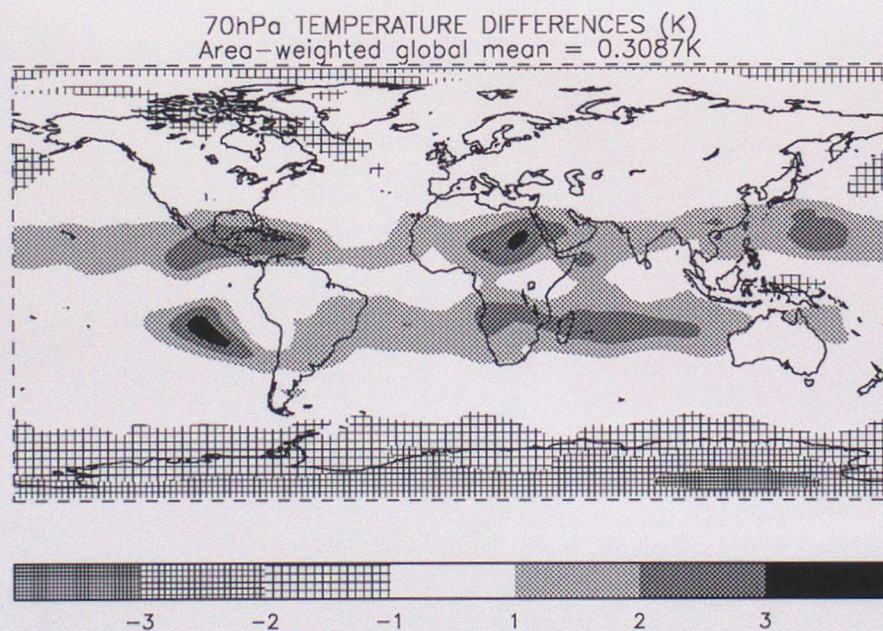 70hPa TEMPERATURE DIFFERENCES (K)
Area-weighted global mean = 0.3087K
-3 -2 -1 1 2 3